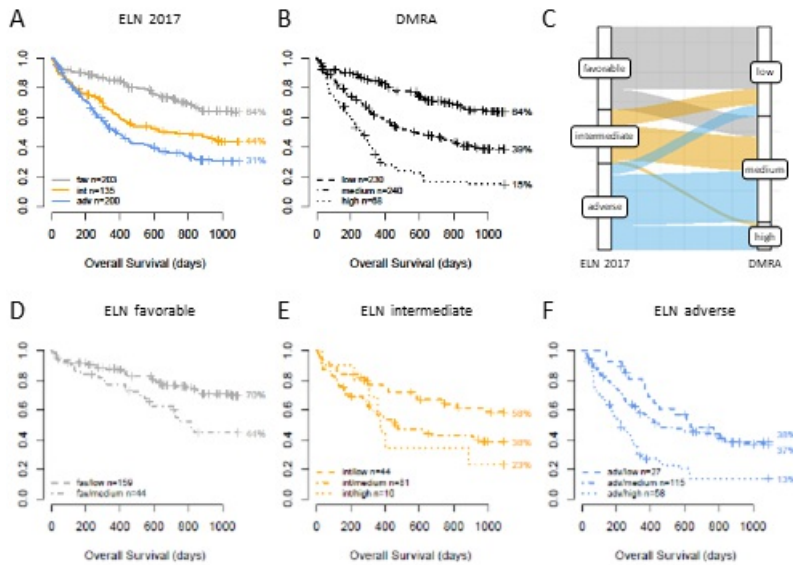 A ELN 2017
1.0
0.8
0.6
0.4
0.2
0.0
64%
44%
31%
fav n=203
int n=135
adv n=200
0 200 400 600 800 1000
Overall Survival (days)
B DMRA
1.0
0.8
0.6
0.4
0.2
0.0
64%
39%
15%
low n=230
medium n=240
high n=68
0 200 400 600 800 1000
Overall Survival (days)
C
favorable
intermediate
adverse
low
medium
high
ELN 2017 DMRA
D ELN favorable
1.0
0.8
0.6
0.4
0.2
0.0
70%
44%
fav/low n=159
fav/medium n=44
0 200 400 600 800 1000
Overall Survival (days)
E ELN intermediate
1.0
0.8
0.6
0.4
0.2
0.0
38%
23%
int/low n=44
int/medium n=81
int/high n=10
0 200 400 600 800 1000
Overall Survival (days)
F ELN adverse
1.0
0.8
0.6
0.4
0.2
0.0
38%
37%
13%
adv/low n=27
adv/medium n=115
adv/high n=58
0 200 400 600 800 1000
Overall Survival (days)